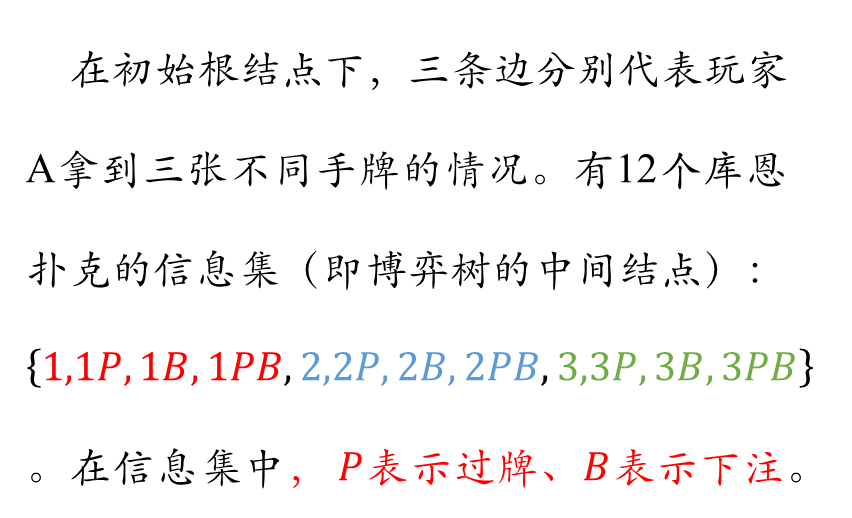 在初始根结点下，三条边分别代表玩家
A拿到三张不同手牌的情况。有12个库恩
扑克的信息集（即博弈树的中间结点）：
{1,1P, 1B, 1PB, 2,2P, 2B, 2PB, 3,3P, 3B, 3PB}
。在信息集中，P表示过牌、B表示下注。